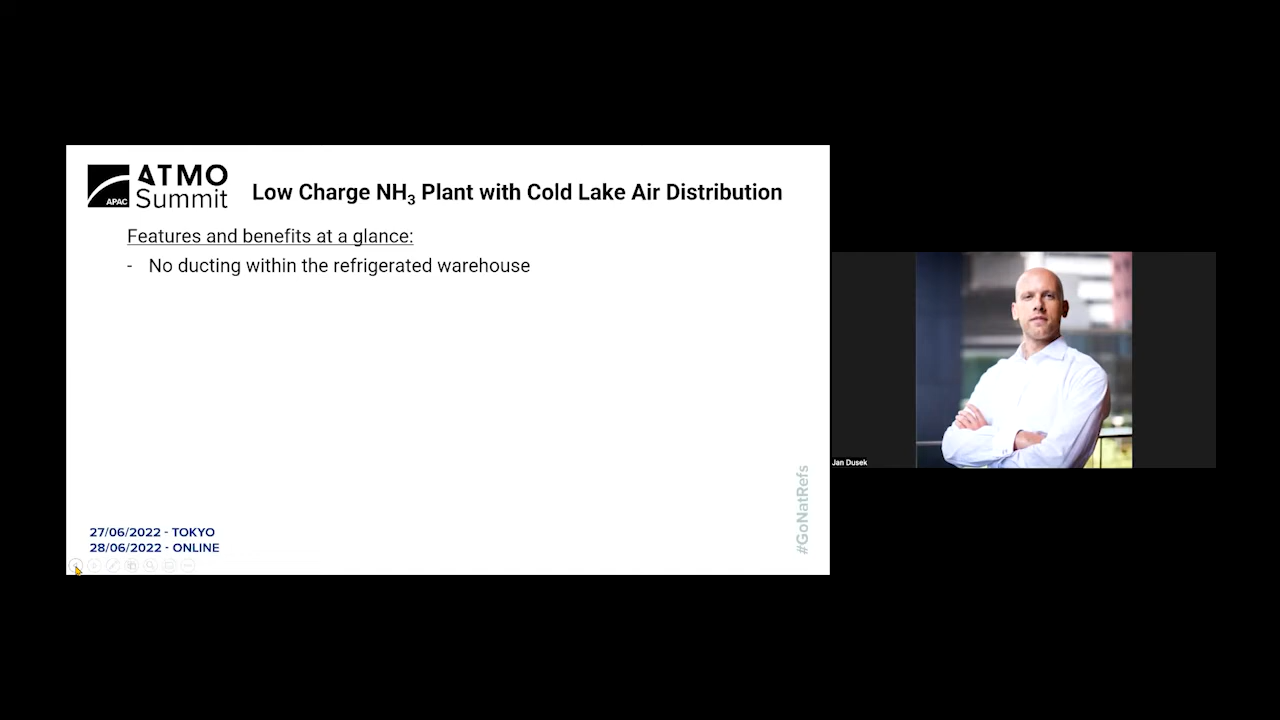 ATMO
APAC
Summit
Low Charge NH₃ Plant with Cold Lake Air Distribution
Features and benefits at a glance:
- No ducting within the refrigerated warehouse
#GoNatRefs
27/06/2022 - TOKYO
28/06/2022 - ONLINE
Jan Dusek